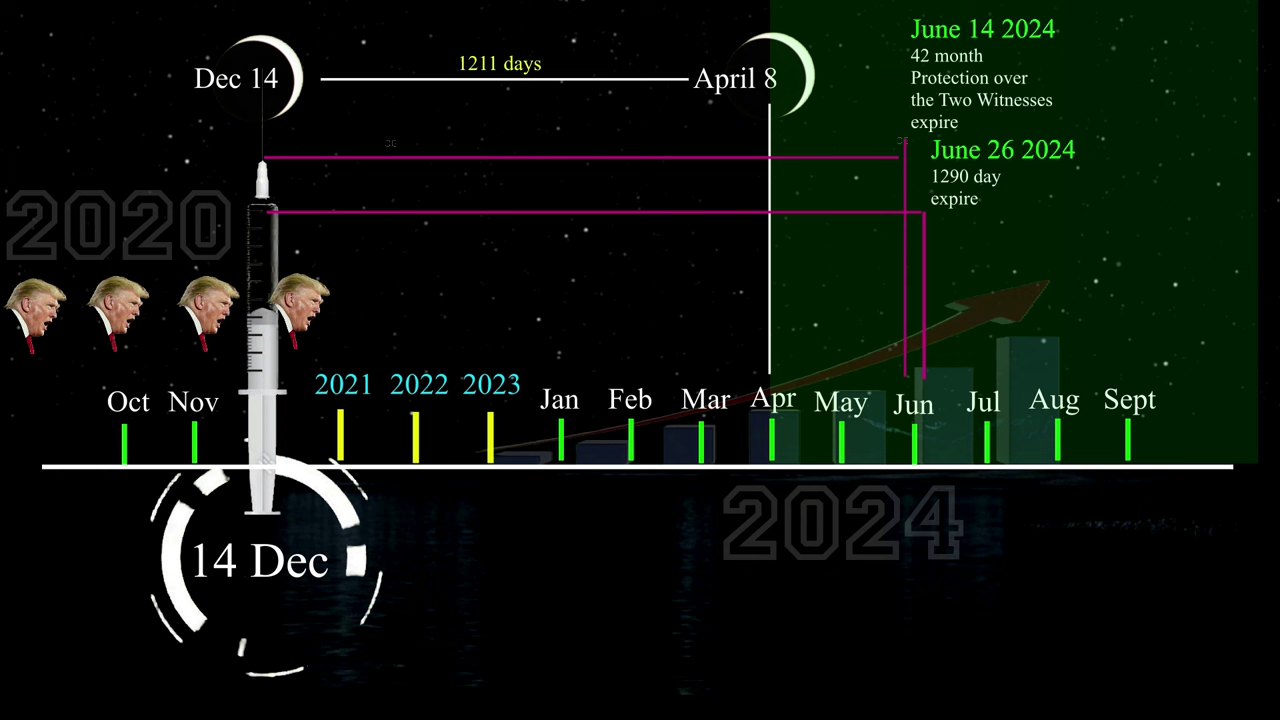 June 14 2024
42 month
Protection over
the Two Witnesses
expire
Dec 14
1211 days
April 8
June 26 2024
1290 day
expire
2020
Oct
Nov
2021
2022
2023
Jan
Feb
Mar
Apr
May
Jun
Jul
Aug
Sept
2024
14 Dec